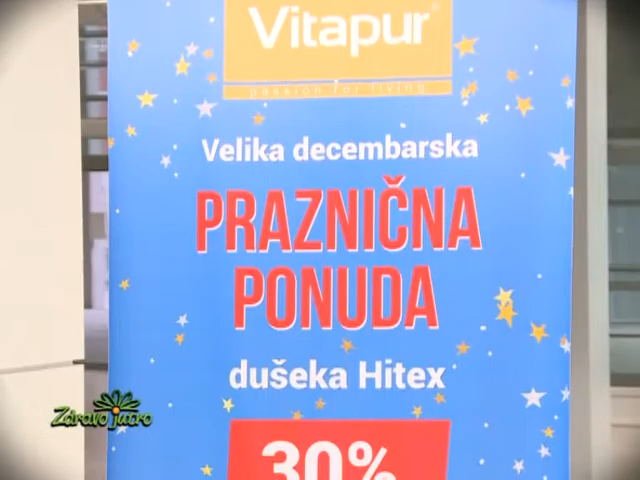 Vitapur®
passion for living
Velika decembarska
PRAZNIČNA
PONUDA
dušeka Hitex
30%
Zdravo jutro